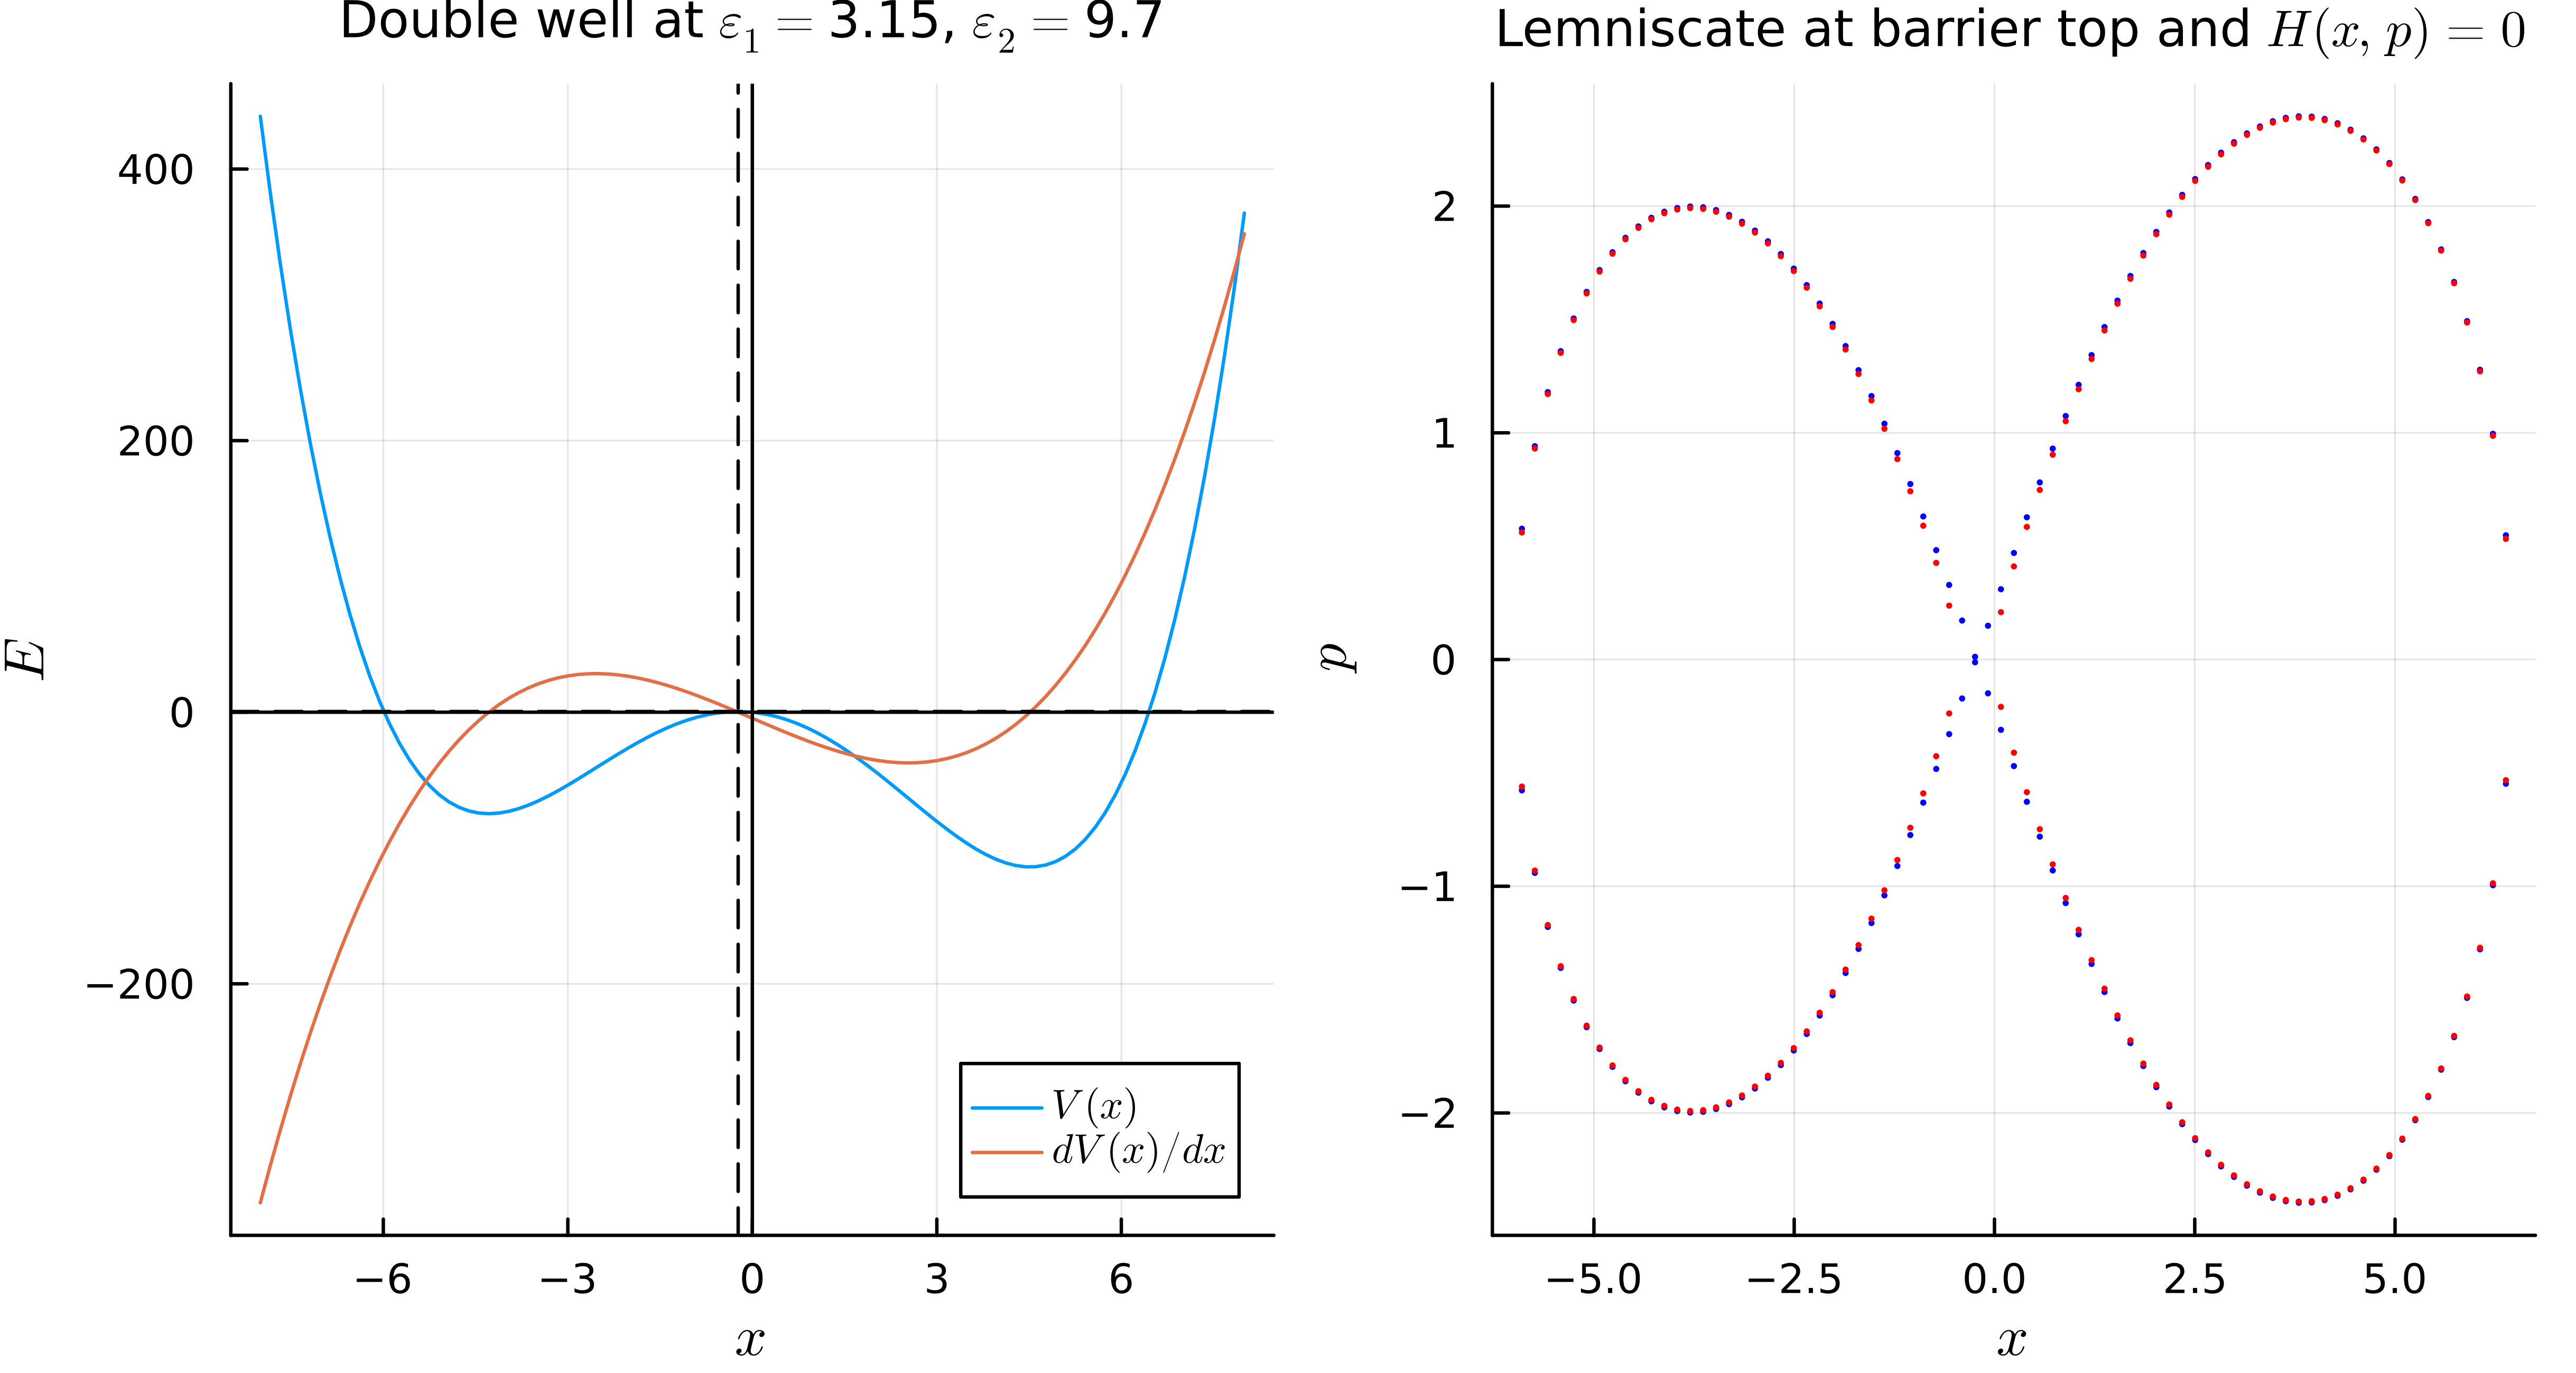 Double well at ε₁ = 3.15, ε₂ = 9.7
E
400
200
0
−200
−6 −3 0 3 6
x
V(x)
dV(x)/dx
Lemniscate at barrier top and H(x, p) = 0
p
2
1
0
−1
−2
−5.0 −2.5 0.0 2.5 5.0
x